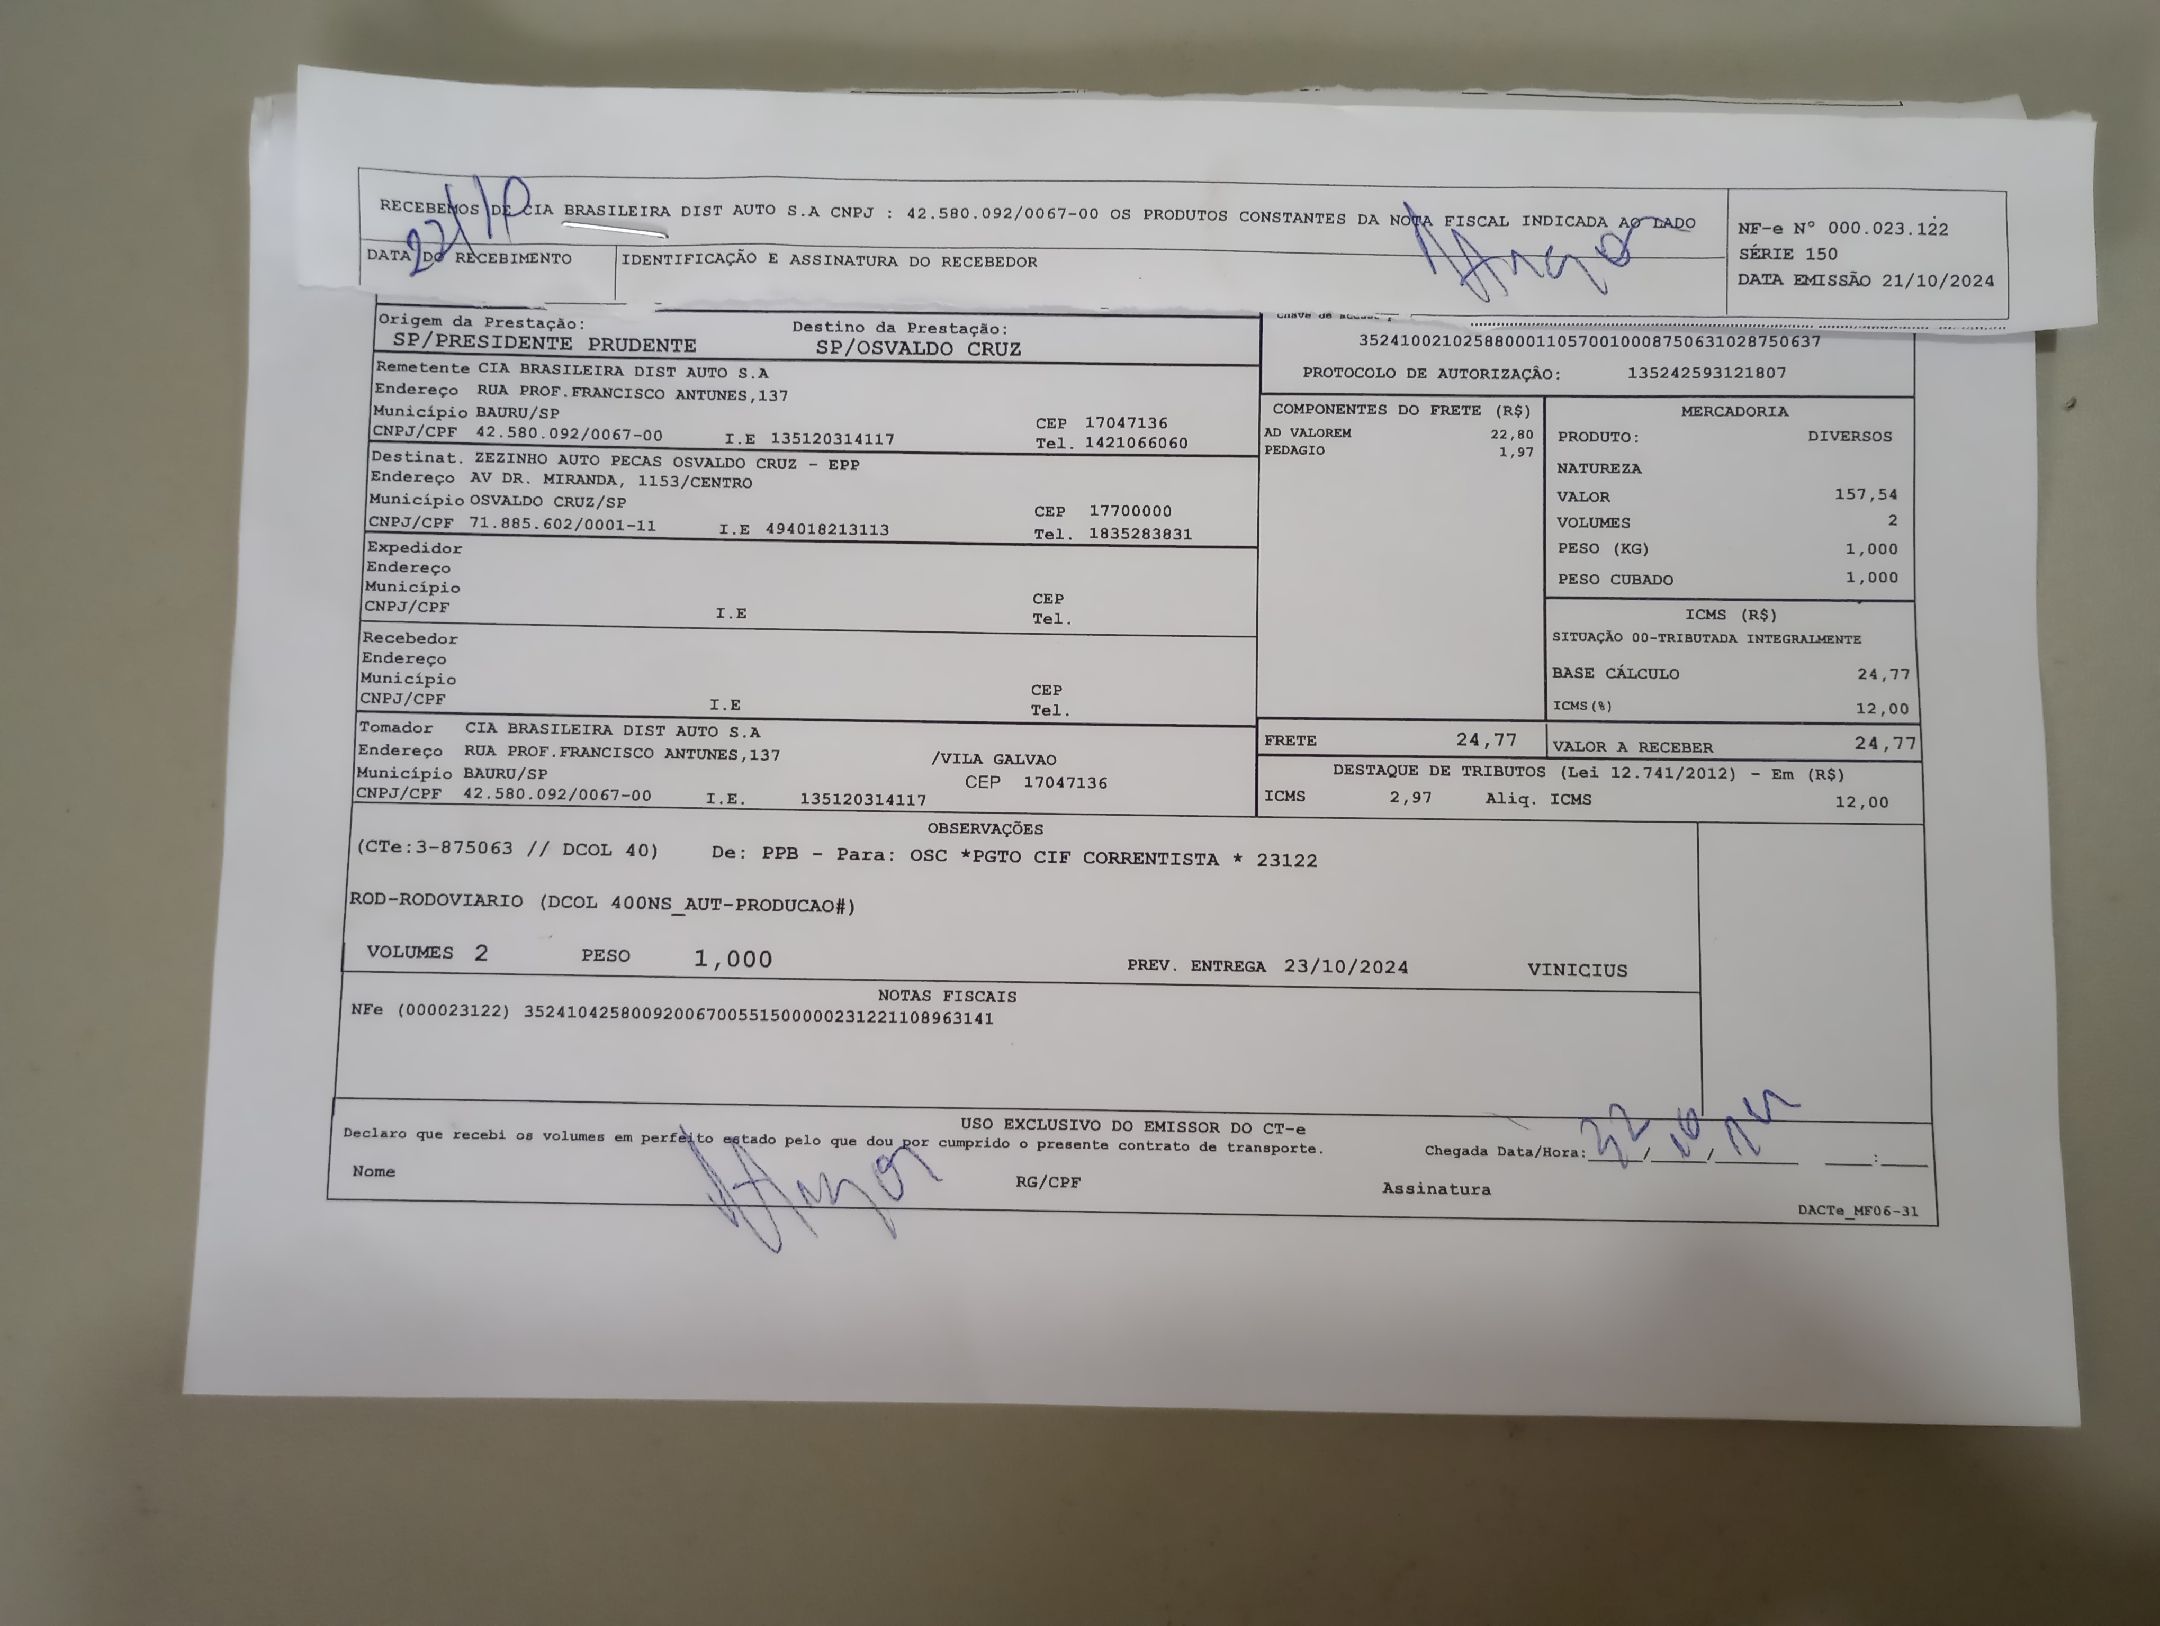 RECEBEMOS DE CIA BRASILEIRA DIST AUTO S.A CNPJ : 42.580.092/0067-00 OS PRODUTOS CONSTANTES DA NOTA FISCAL INDICADA AO LADO
22/10
DATA DO RECEBIMENTO
IDENTIFICAÇÃO E ASSINATURA DO RECEBEDOR
NF-e N° 000.023.122
SÉRIE 150
DATA EMISSÃO 21/10/2024
Origem da Prestação:
SP/PRESIDENTE PRUDENTE
Destino da Prestação:
SP/OSVALDO CRUZ
35241002102588000110570010008750631028750637
PROTOCOLO DE AUTORIZAÇÃO: 135242593121807
Remetente CIA BRASILEIRA DIST AUTO S.A
Endereço RUA PROF.FRANCISCO ANTUNES,137
Município BAURU/SP CEP 17047136
CNPJ/CPF 42.580.092/0067-00 I.E 135120314117 Tel. 1421066060
Destinat. ZEZINHO AUTO PECAS OSVALDO CRUZ - EPP
Endereço AV DR. MIRANDA, 1153/CENTRO
Município OSVALDO CRUZ/SP CEP 17700000
CNPJ/CPF 71.885.602/0001-11 I.E 494018213113 Tel. 1835283831
Expedidor
Endereço
Município CEP
CNPJ/CPF I.E Tel.
Recebedor
Endereço
Município CEP
CNPJ/CPF I.E Tel.
Tomador CIA BRASILEIRA DIST AUTO S.A
Endereço RUA PROF.FRANCISCO ANTUNES,137 /VILA GALVAO
Município BAURU/SP CEP 17047136
CNPJ/CPF 42.580.092/0067-00 I.E. 135120314117
COMPONENTES DO FRETE (R$)
AD VALOREM 22,80
PEDAGIO 1,97
MERCADORIA
PRODUTO: DIVERSOS
NATUREZA
VALOR 157,54
VOLUMES 2
PESO (KG) 1,000
PESO CUBADO 1,000
ICMS (R$)
SITUAÇÃO 00-TRIBUTADA INTEGRALMENTE
BASE CÁLCULO 24,77
ICMS(%) 12,00
FRETE 24,77
VALOR A RECEBER 24,77
DESTAQUE DE TRIBUTOS (Lei 12.741/2012) - Em (R$)
ICMS 2,97 Aliq. ICMS 12,00
OBSERVAÇÕES
(CTe:3-875063 // DCOL 40) De: PPB - Para: OSC *PGTO CIF CORRENTISTA * 23122
ROD-RODOVIARIO (DCOL 400NS_AUT-PRODUCAO#)
VOLUMES 2 PESO 1,000 PREV. ENTREGA 23/10/2024 VINICIUS
NOTAS FISCAIS
NFe (000023122) 35241042580092006700551500000231221108963141
USO EXCLUSIVO DO EMISSOR DO CT-e
Declaro que recebi os volumes em perfeito estado pelo que dou por cumprido o presente contrato de transporte.
Chegada Data/Hora: 22/10/24 __:__
Nome RG/CPF Assinatura
DACTe_MF06-31